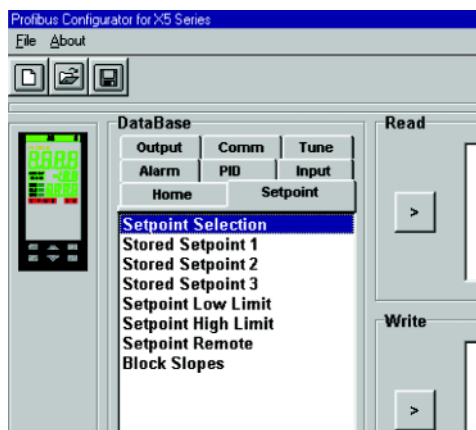 Profibus Configurator for X5 Series
File About
DataBase
Output Comm Tune
Alarm PID Input
Home Setpoint
Setpoint Selection
Stored Setpoint 1
Stored Setpoint 2
Stored Setpoint 3
Setpoint Low Limit
Setpoint High Limit
Setpoint Remote
Block Slopes
Read
>
Write
>